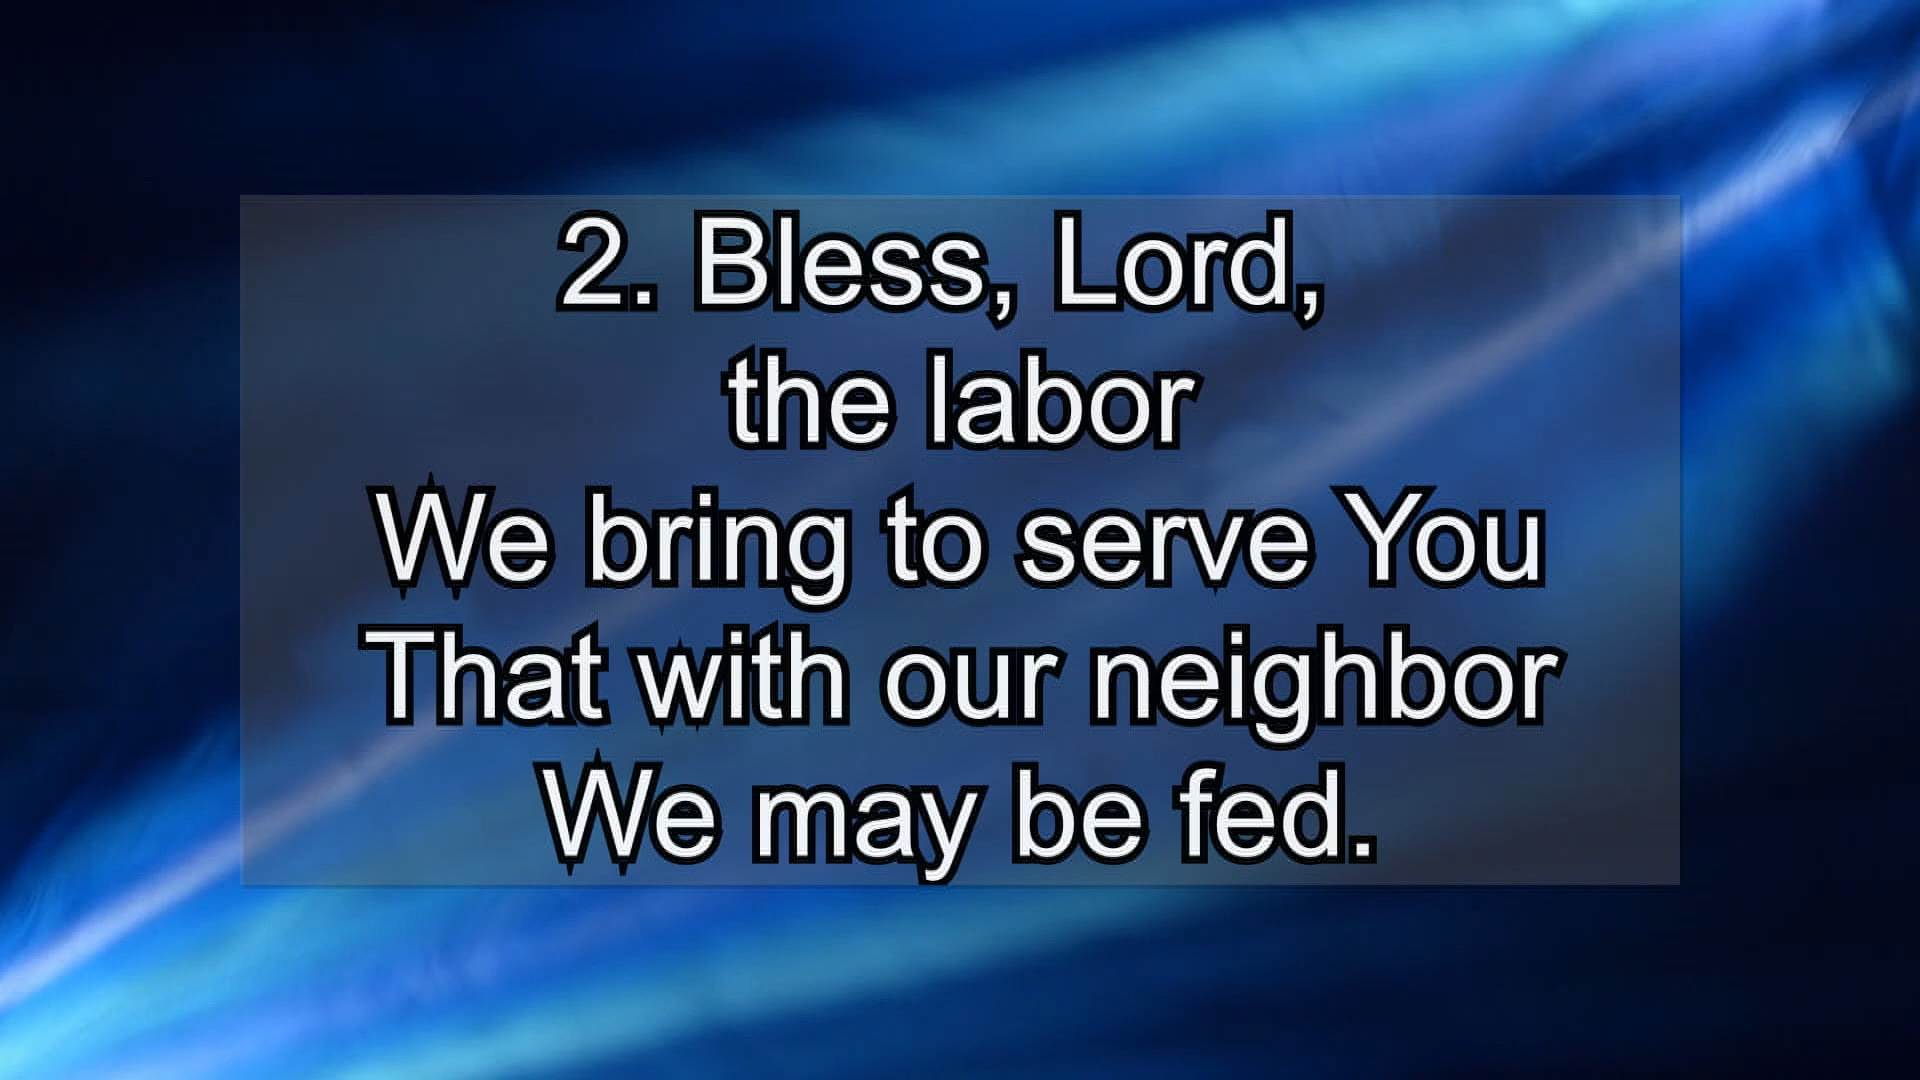 2. Bless, Lord,
the labor
We bring to serve You
That with our neighbor
We may be fed.